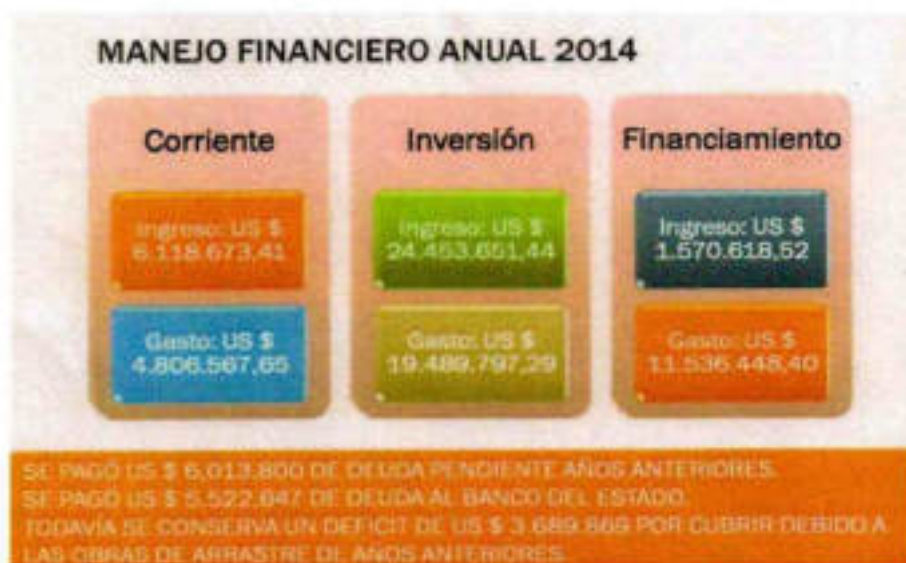 MANEJO FINANCIERO ANUAL 2014
Corriente
Ingreso: US $
6.118.673,41
Gasto: US $
4.806.567,65
Inversión
Ingreso: US $
24.453.651,44
Gasto: US $
19.489.797,29
Financiamiento
Ingreso: US $
1.570.618,52
Gasto: US $
11.536.448,40
SE PAGÓ US $ 6,013.800 DE DEUDA PENDIENTE AÑOS ANTERIORES.
SE PAGÓ US $ 5,522.647 DE DEUDA AL BANCO DEL ESTADO.
TODAVÍA SE CONSERVA UN DEFICIT DE US $ 3.689.869 POR CUBRIR DEBIDO A
LAS OBRAS DE ARRASTRE DE AÑOS ANTERIORES.